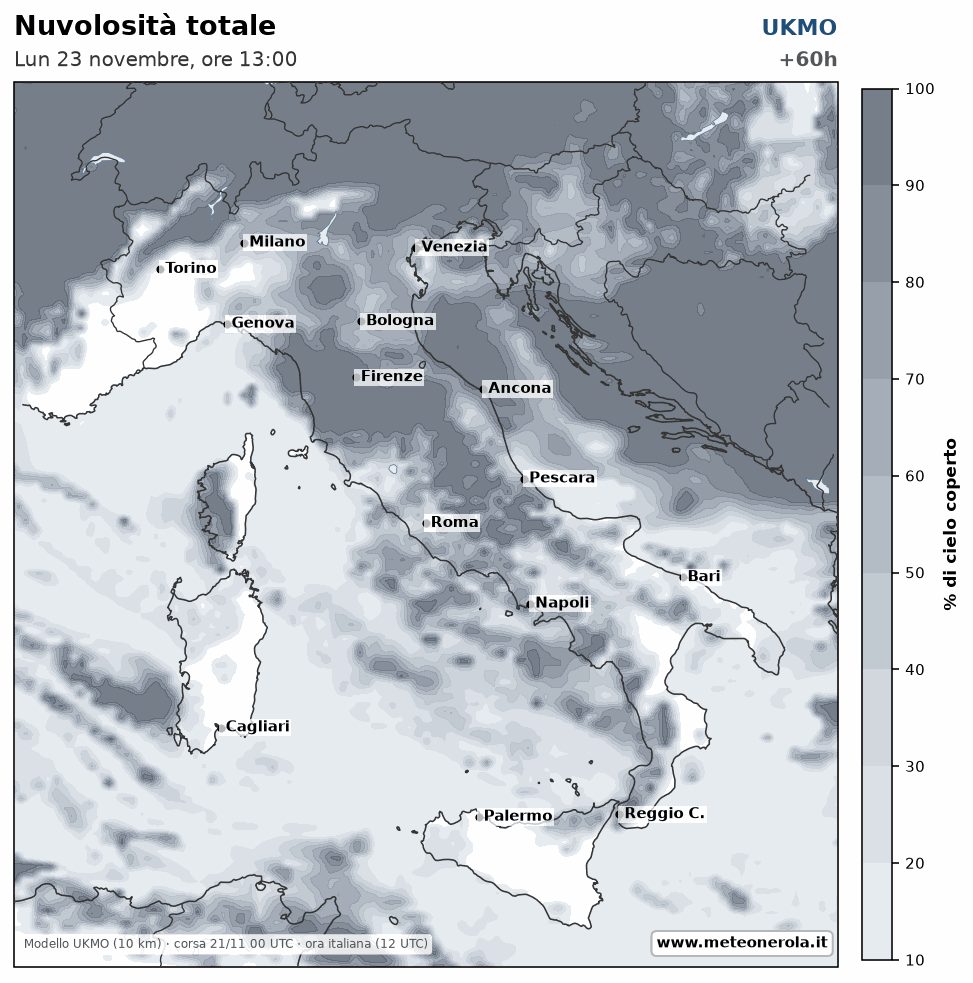 Nuvolosità totale
UKMO
Lun 23 novembre, ore 13:00
+60h
100
90
80
70
60
50
40
30
20
10
% di cielo coperto
Milano
Venezia
Torino
Genova
Bologna
Firenze
Ancona
Pescara
Roma
Bari
Napoli
Cagliari
Palermo
Reggio C.
Modello UKMO (10 km) · corsa 21/11 00 UTC · ora italiana (12 UTC)
www.meteonerola.it